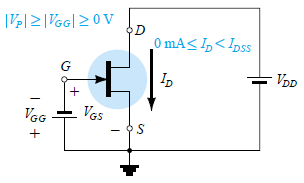 |V_P| ≥ |V_GG| ≥ 0 V
D
0 mA ≤ I_D < I_DSS
G
+
I_D
V_DD
−
V_GG
+
V_GS
−
S